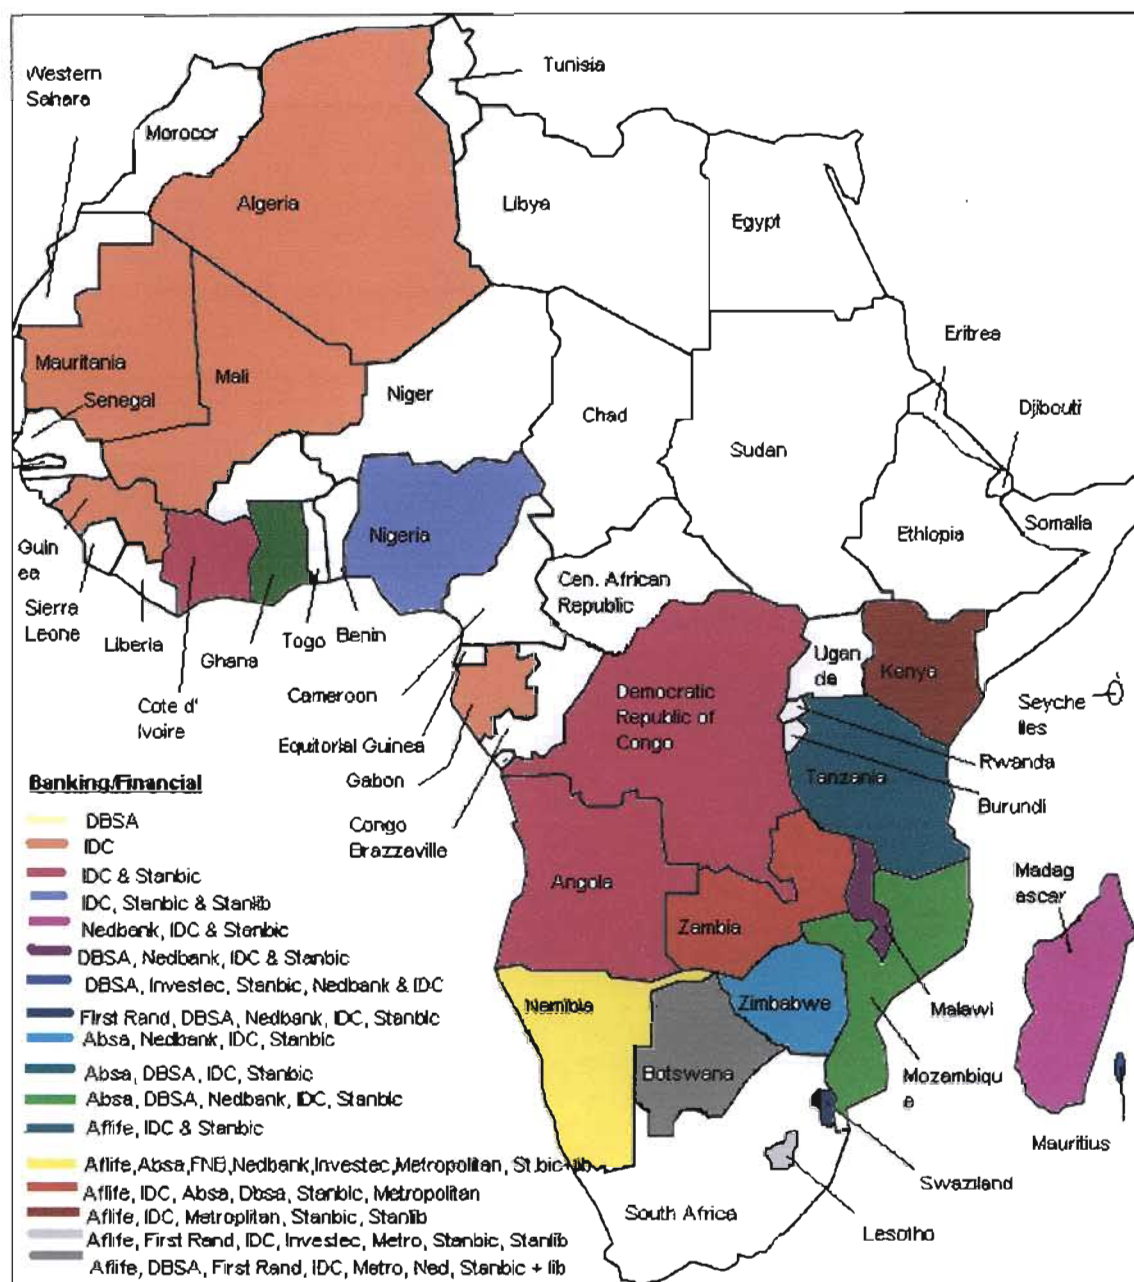 Western
Sahara
Tunisia
Moroccr
Algeria
Libya
Egypt
Eritrea
Mauritania
Mali
Niger
Chad
Sudan
Djibouti
Senegal
Nigeria
Ethiopia
Somalia
Guin
ea
Sierra
Leone
Liberia
Ghana
Togo
Benin
Cen. African
Republic
Cote d'
Ivoire
Cameroon
Equitorial Guinea
Gabon
Congo
Brazzaville
Democratic
Republic of
Congo
Ugan
da
Kenya
Seyche
lles
Rwanda
Burundi
Tanzania
Angola
Zambia
Malawi
Madag
ascar
Namibia
Zimbabwe
Botswana
Mozambiqu
e
Mauritius
Swaziland
South Africa
Lesotho
Banking/Financial
DBSA
IDC
IDC & Stanbic
IDC, Stanbic & Stanlib
Nedbank, IDC & Stanbic
DBSA, Nedbank, IDC & Stanbic
DBSA, Investec, Stanbic, Nedbank & IDC
First Rand, DBSA, Nedbank, IDC, Stanbic
Absa, Nedbank, IDC, Stanbic
Absa, DBSA, IDC, Stanbic
Absa, DBSA, Nedbank, IDC, Stanbic
Aflife, IDC & Stanbic
Aflife,Absa,FNB,Nedbank,Investec,Metropolitan, St.bic+lib
Aflife, IDC, Absa, Dbsa, Stanbic, Metropolitan
Aflife, IDC, Metroplitan, Stanbic, Stanlib
Aflife, First Rand, IDC, Investec, Metro, Stanbic, Stanlib
Aflife, DBSA, First Rand, IDC, Metro, Ned, Stanbic + lib